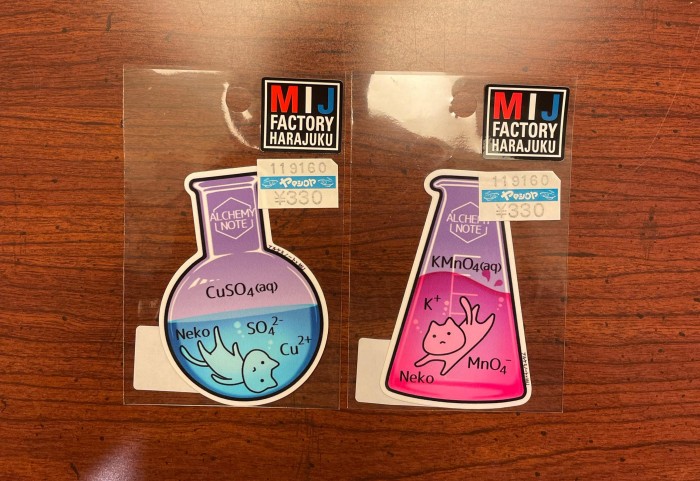 MIJ
FACTORY
HARAJUKU
119160
ヤマシロヤ
¥330
ALCHEMY
NOTE
CuSO₄(aq)
Neko
SO₄²⁻
Cu²⁺
MIJ
FACTORY
HARAJUKU
119160
ヤマシロヤ
¥330
ALCHEMY
NOTE
KMnO₄(aq)
K⁺
MnO₄⁻
Neko